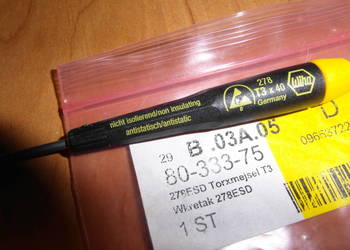 nicht isolierend/non insulating
antistatisch/antistatic
278
T3 x 40
Germany
Wiha
29 B .03A.05
80-333-75
278ESD Torxmejsel T3
Wkretak 278ESD
1 ST
D